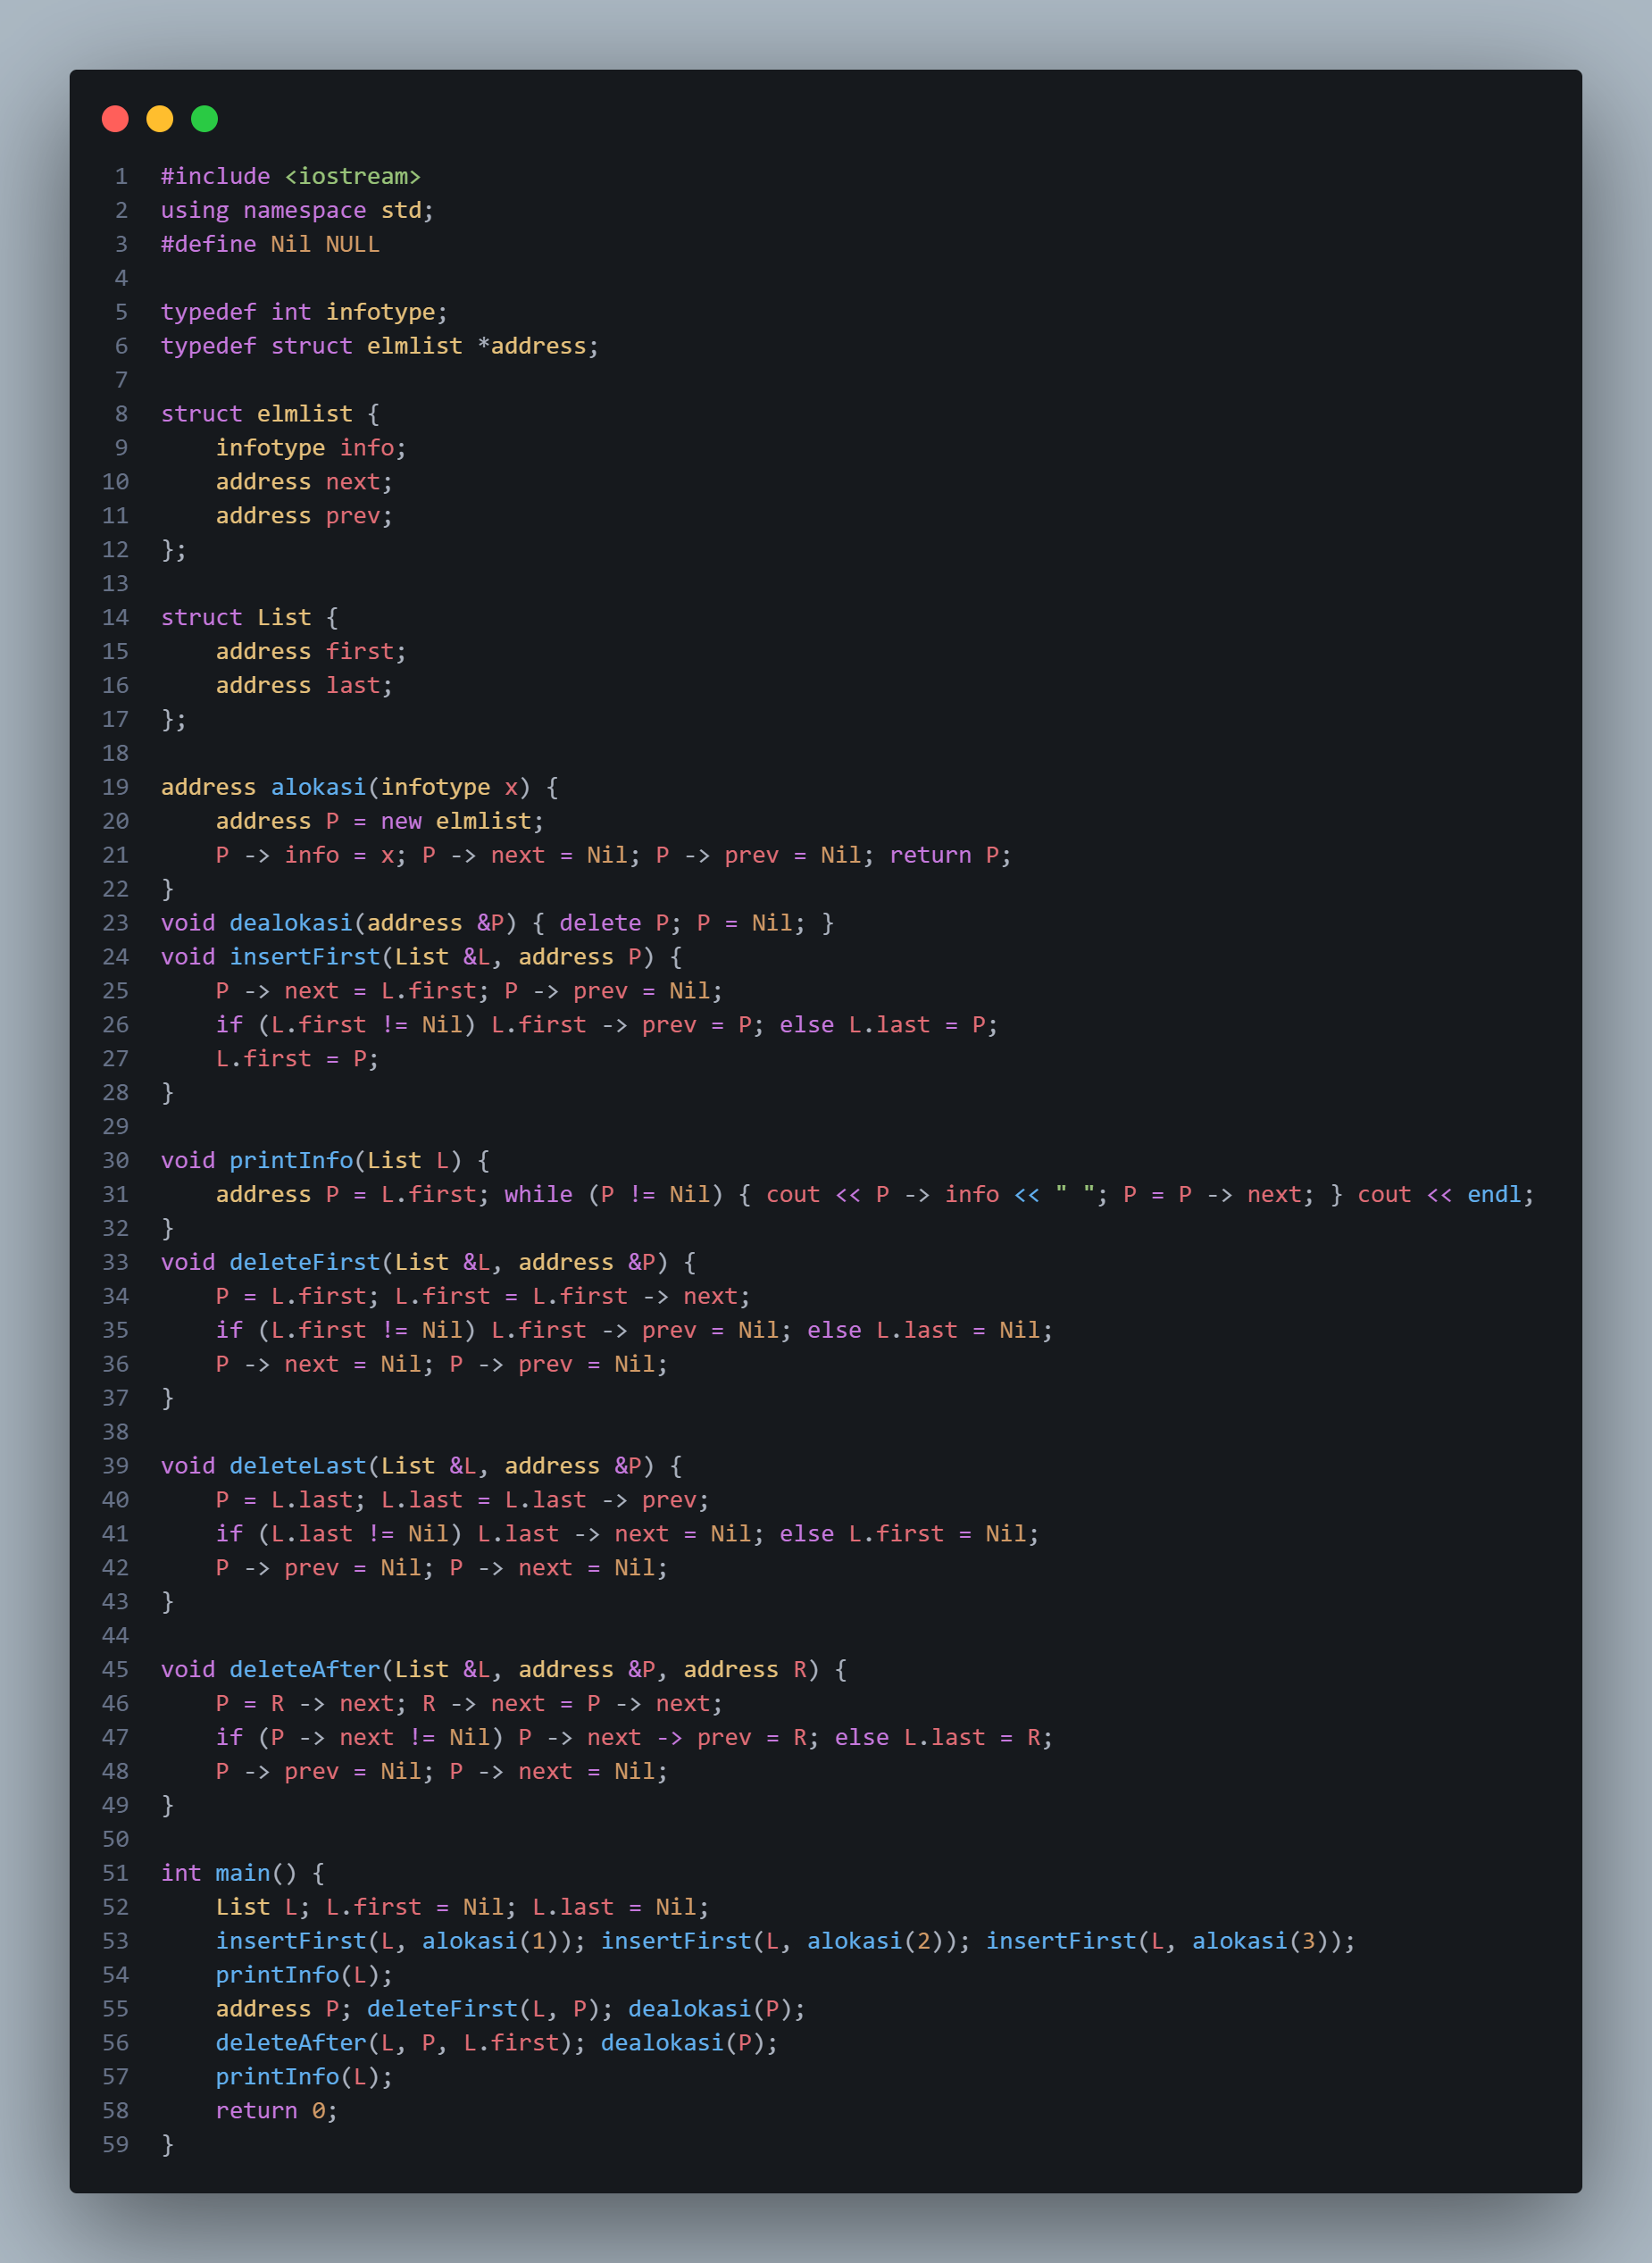 1 #include <iostream>
2 using namespace std;
3 #define Nil NULL
4
5 typedef int infotype;
6 typedef struct elmlist *address;
7
8 struct elmlist {
9     infotype info;
10     address next;
11     address prev;
12 };
13
14 struct List {
15     address first;
16     address last;
17 };
18
19 address alokasi(infotype x) {
20     address P = new elmlist;
21     P -> info = x; P -> next = Nil; P -> prev = Nil; return P;
22 }
23 void dealokasi(address &P) { delete P; P = Nil; }
24 void insertFirst(List &L, address P) {
25     P -> next = L.first; P -> prev = Nil;
26     if (L.first != Nil) L.first -> prev = P; else L.last = P;
27     L.first = P;
28 }
29
30 void printInfo(List L) {
31     address P = L.first; while (P != Nil) { cout << P -> info << " "; P = P -> next; } cout << endl;
32 }
33 void deleteFirst(List &L, address &P) {
34     P = L.first; L.first = L.first -> next;
35     if (L.first != Nil) L.first -> prev = Nil; else L.last = Nil;
36     P -> next = Nil; P -> prev = Nil;
37 }
38
39 void deleteLast(List &L, address &P) {
40     P = L.last; L.last = L.last -> prev;
41     if (L.last != Nil) L.last -> next = Nil; else L.first = Nil;
42     P -> prev = Nil; P -> next = Nil;
43 }
44
45 void deleteAfter(List &L, address &P, address R) {
46     P = R -> next; R -> next = P -> next;
47     if (P -> next != Nil) P -> next -> prev = R; else L.last = R;
48     P -> prev = Nil; P -> next = Nil;
49 }
50
51 int main() {
52     List L; L.first = Nil; L.last = Nil;
53     insertFirst(L, alokasi(1)); insertFirst(L, alokasi(2)); insertFirst(L, alokasi(3));
54     printInfo(L);
55     address P; deleteFirst(L, P); dealokasi(P);
56     deleteAfter(L, P, L.first); dealokasi(P);
57     printInfo(L);
58     return 0;
59 }